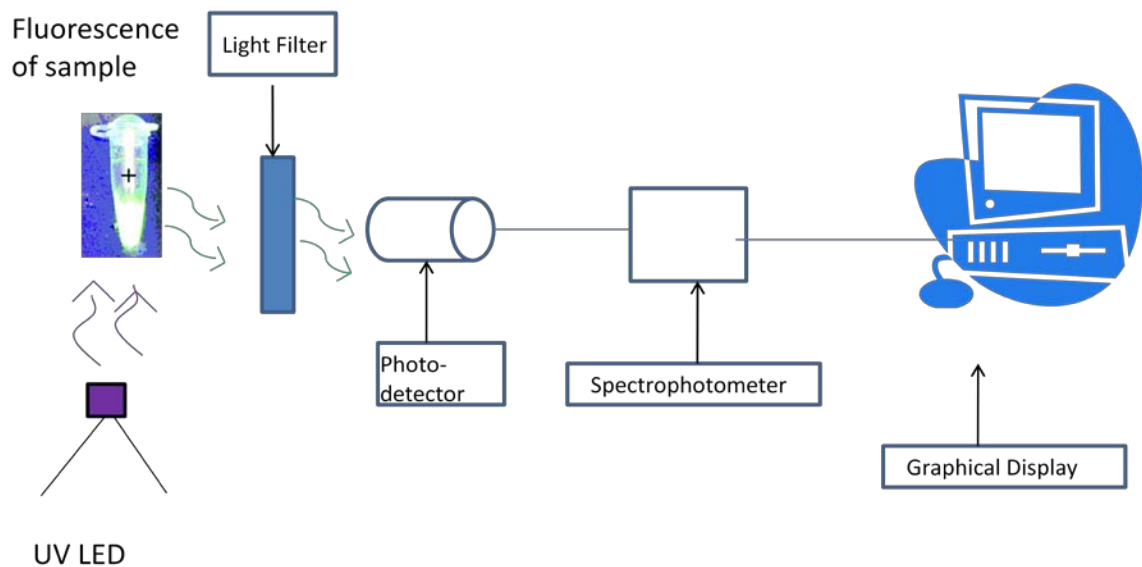 Fluorescence
of sample
Light Filter
+
Photo-
detector
Spectrophotometer
Graphical Display
UV LED